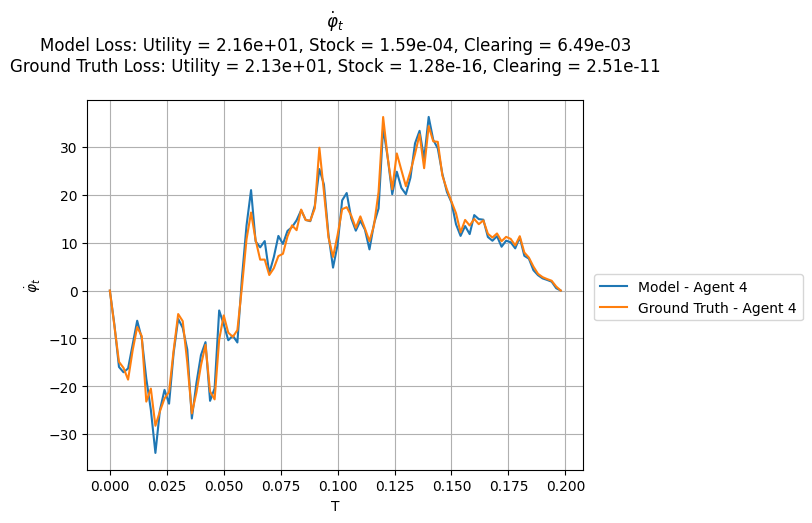 φ̇ₜ
Model Loss: Utility = 2.16e+01, Stock = 1.59e-04, Clearing = 6.49e-03
Ground Truth Loss: Utility = 2.13e+01, Stock = 1.28e-16, Clearing = 2.51e-11
30
20
10
0
−10
−20
−30
φ̇ₜ
0.000 0.025 0.050 0.075 0.100 0.125 0.150 0.175 0.200
T
Model - Agent 4
Ground Truth - Agent 4